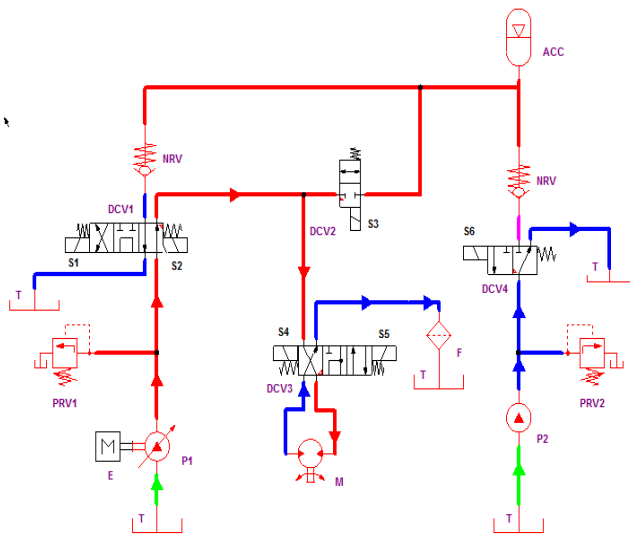 ACC
NRV
NRV
DCV1
DCV2
S3
S6
S1
S2
T
T
DCV4
S4
S5
F
DCV3
T
PRV1
PRV2
M
P1
E
M
P2
T
T